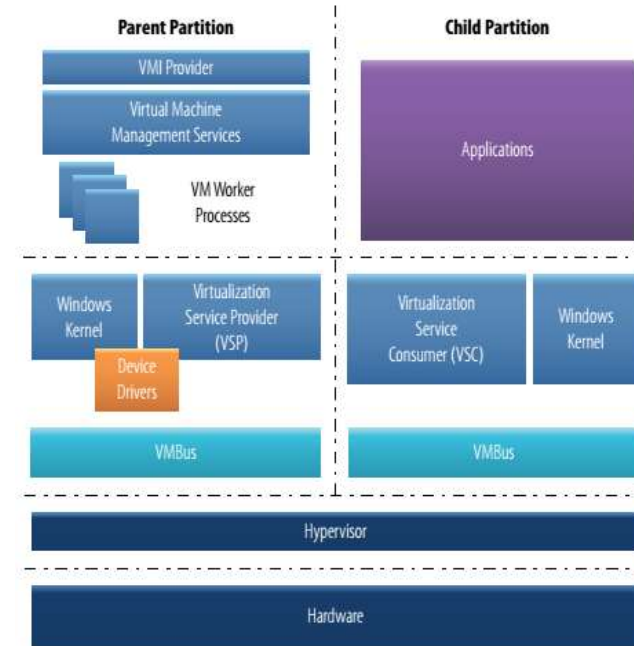 Parent Partition
Child Partition
VMI Provider
Virtual Machine
Management Services
VM Worker
Processes
Applications
Windows
Kernel
Virtualization
Service Provider
(VSP)
Device
Drivers
Virtualization
Service
Consumer (VSC)
Windows
Kernel
VMBus
VMBus
Hypervisor
Hardware